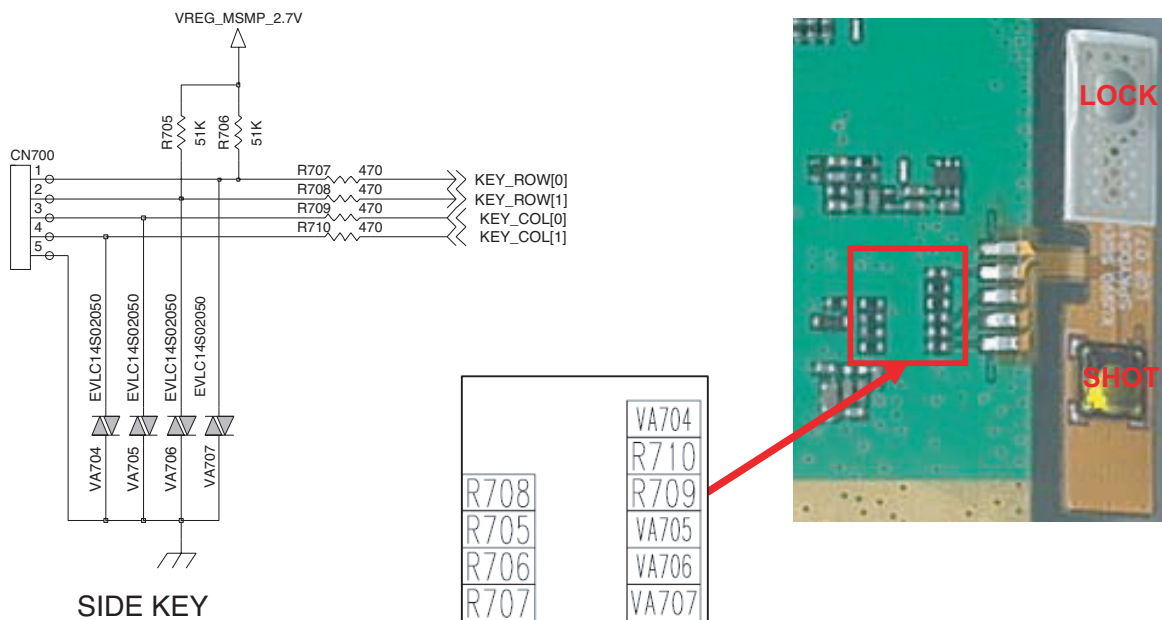 VREG_MSMP_2.7V
R705
51K
R706
51K
CN700
1
2
3
4
5
R707 470
R708 470
R709 470
R710 470
KEY_ROW[0]
KEY_ROW[1]
KEY_COL[0]
KEY_COL[1]
EVLC14S02050
EVLC14S02050
EVLC14S02050
EVLC14S02050
VA704
VA705
VA706
VA707
SIDE KEY
R708
R705
R706
R707
VA704
R710
R709
VA705
VA706
VA707
LOCK
SHOT